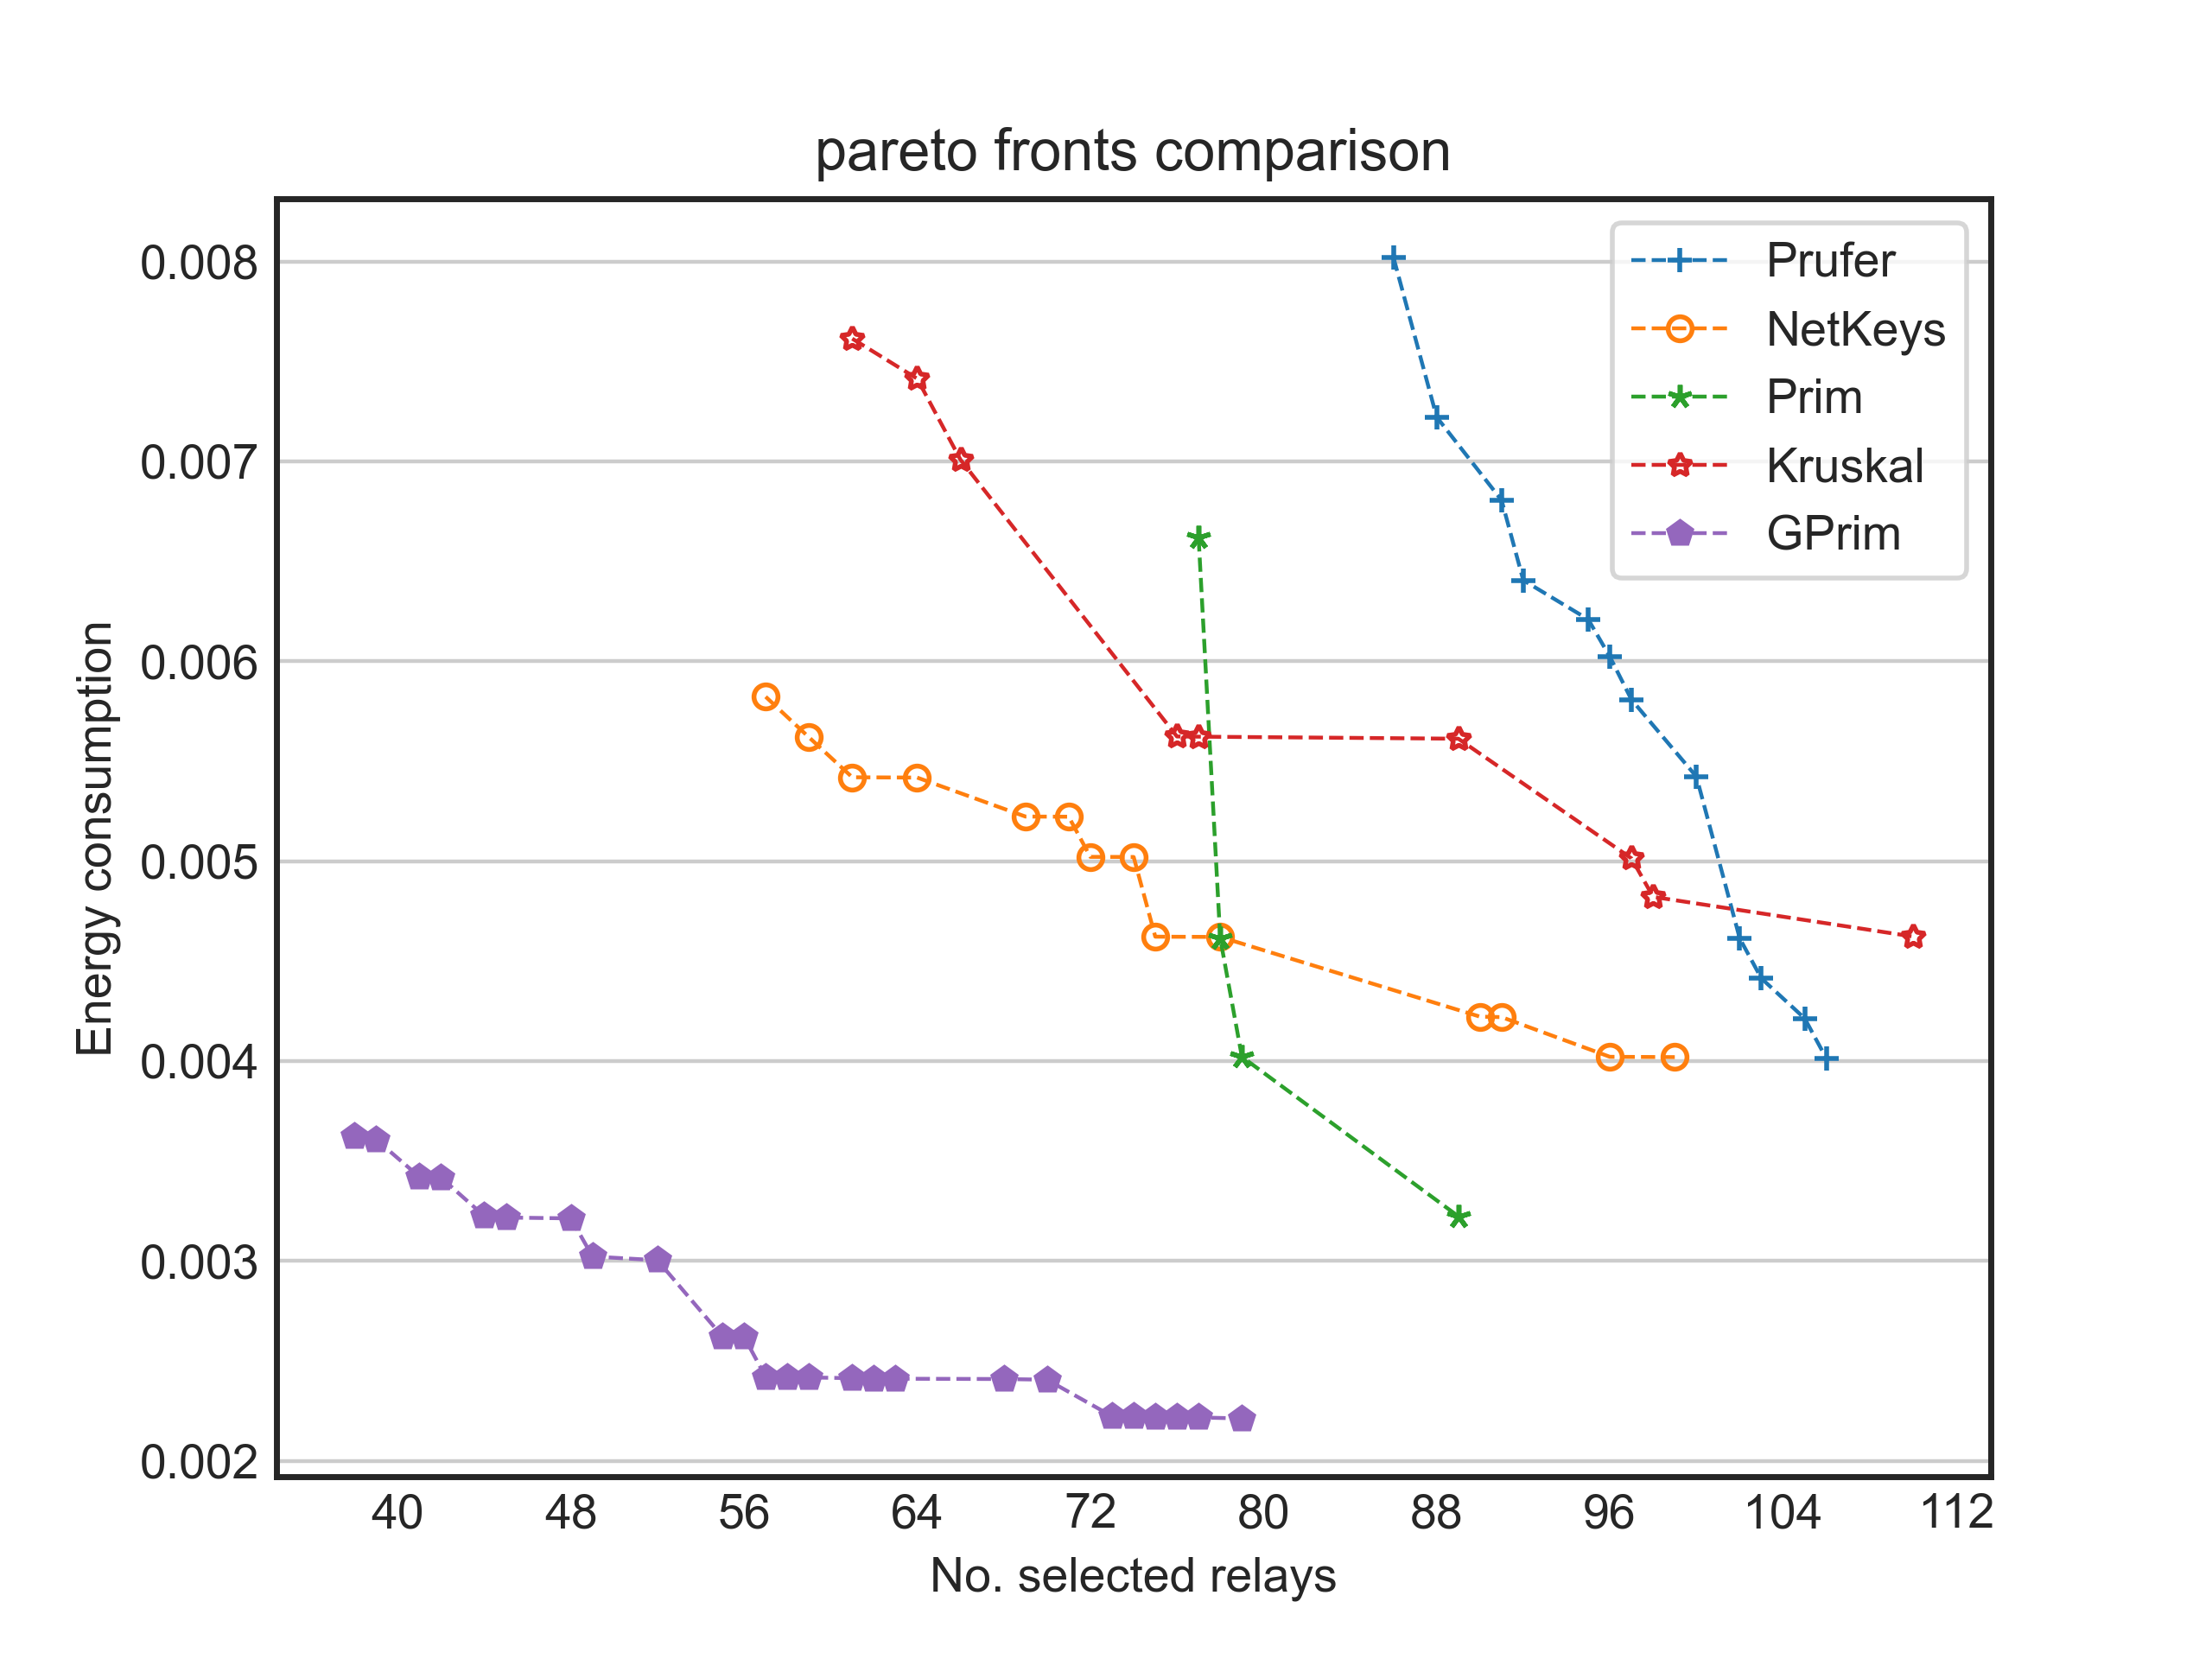 pareto fronts comparison
0.008
0.007
0.006
0.005
0.004
0.003
0.002
Energy consumption
Prufer
NetKeys
Prim
Kruskal
GPrim
40 48 56 64 72 80 88 96 104 112
No. selected relays